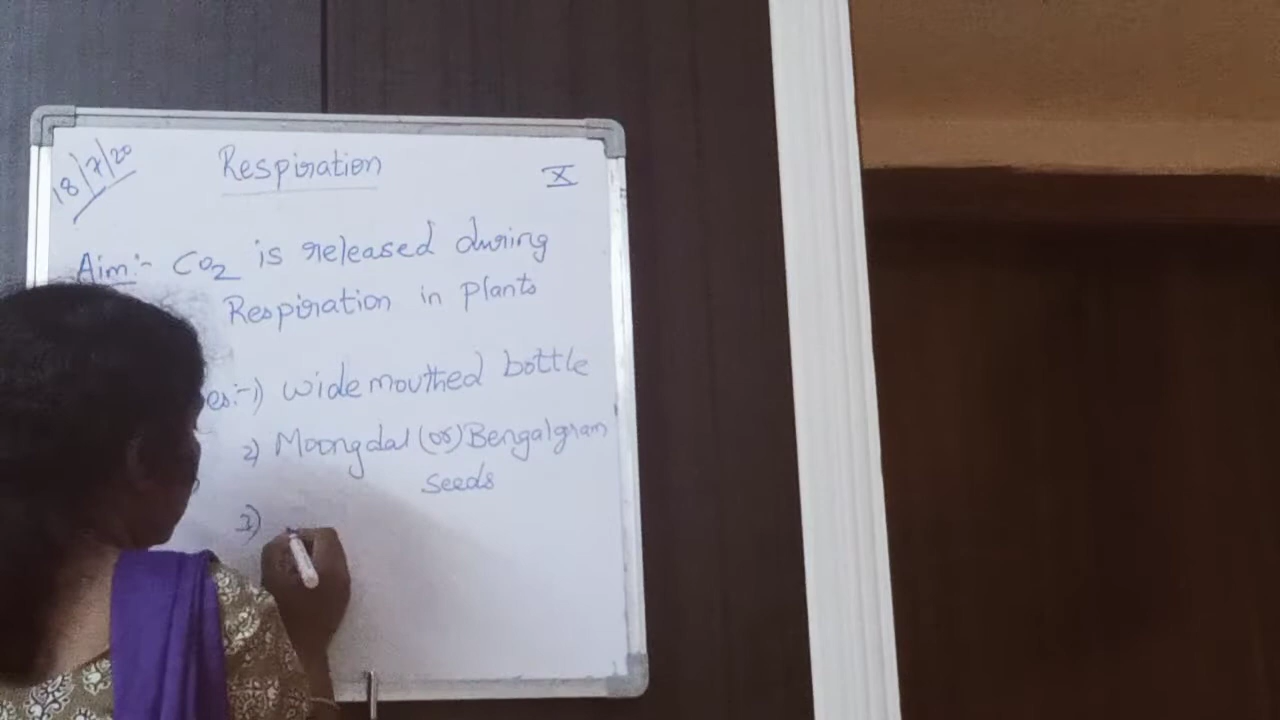 18/7/20
Respiration
X
Aim:- CO2 is released during
Respiration in plants
es:-1) wide mouthed bottle
2) Moongdal (or) Bengalgram
seeds
3)